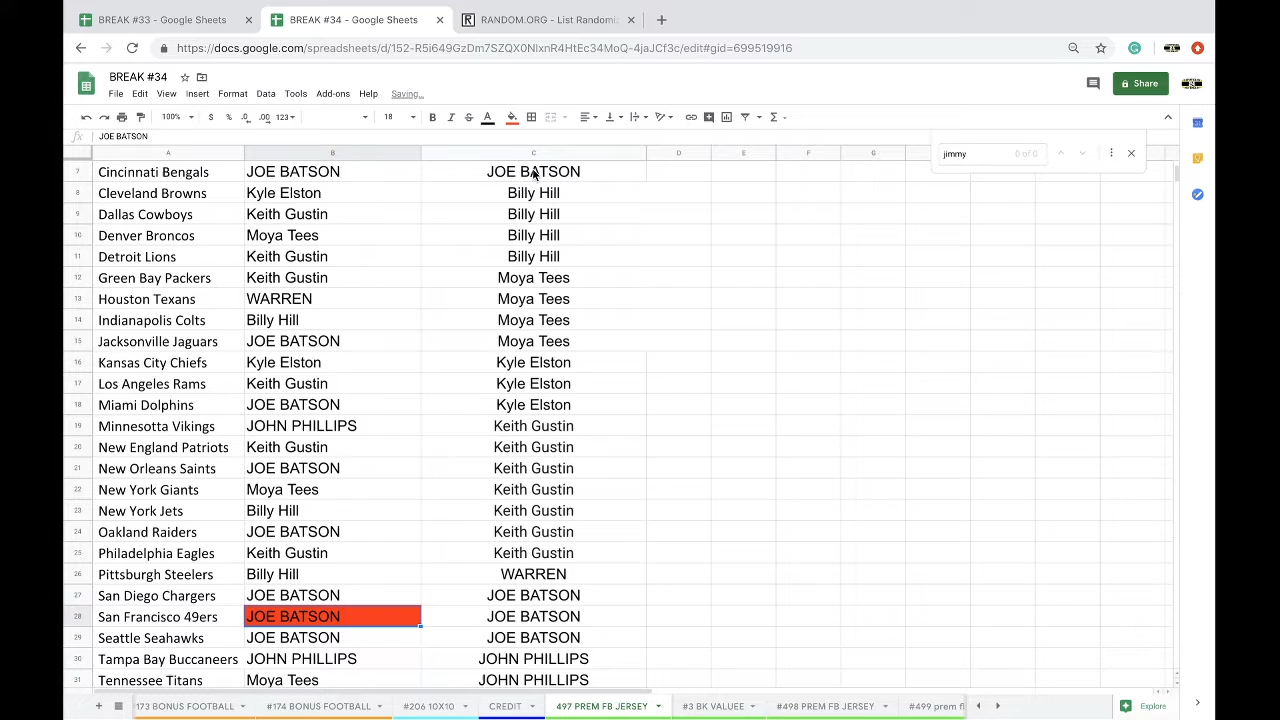 BREAK #33 - Google Sheets
BREAK #34 - Google Sheets
RANDOM.ORG - List Randomiz
https://docs.google.com/spreadsheets/d/152-R5i649GzDm7SZQX0NIxnR4HtEc34MoQ-4jaJCf3c/edit#gid=699519916
BREAK #34
File Edit View Insert Format Data Tools Add-ons Help Saving...
Share
100% $ % .0 .00 123 18 B I S A
fx JOE BATSON
jimmy 0 of 0
A B C D E F G
7 Cincinnati Bengals JOE BATSON JOE BATSON
8 Cleveland Browns Kyle Elston Billy Hill
9 Dallas Cowboys Keith Gustin Billy Hill
10 Denver Broncos Moya Tees Billy Hill
11 Detroit Lions Keith Gustin Billy Hill
12 Green Bay Packers Keith Gustin Moya Tees
13 Houston Texans WARREN Moya Tees
14 Indianapolis Colts Billy Hill Moya Tees
15 Jacksonville Jaguars JOE BATSON Moya Tees
16 Kansas City Chiefs Kyle Elston Kyle Elston
17 Los Angeles Rams Keith Gustin Kyle Elston
18 Miami Dolphins JOE BATSON Kyle Elston
19 Minnesotta Vikings JOHN PHILLIPS Keith Gustin
20 New England Patriots Keith Gustin Keith Gustin
21 New Orleans Saints JOE BATSON Keith Gustin
22 New York Giants Moya Tees Keith Gustin
23 New York Jets Billy Hill Keith Gustin
24 Oakland Raiders JOE BATSON Keith Gustin
25 Philadelphia Eagles Keith Gustin Keith Gustin
26 Pittsburgh Steelers Billy Hill WARREN
27 San Diego Chargers JOE BATSON JOE BATSON
28 San Francisco 49ers JOE BATSON JOE BATSON
29 Seattle Seahawks JOE BATSON JOE BATSON
30 Tampa Bay Buccaneers JOHN PHILLIPS JOHN PHILLIPS
31 Tennessee Titans Moya Tees JOHN PHILLIPS
173 BONUS FOOTBALL #174 BONUS FOOTBALL #206 10X10 CREDIT #497 PREM FB JERSEY #3 BK VALUEE #498 PREM FB JERSEY #499 prem f
Explore